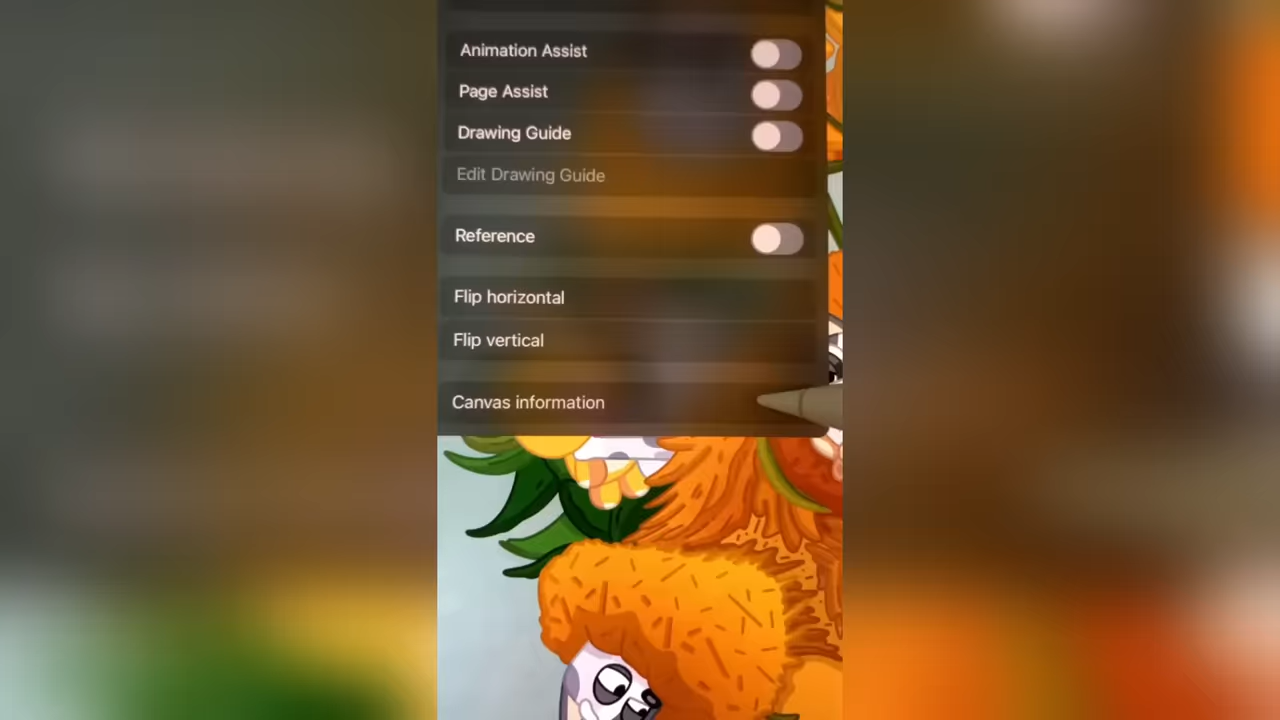 Animation Assist
Page Assist
Drawing Guide
Edit Drawing Guide
Reference
Flip horizontal
Flip vertical
Canvas information